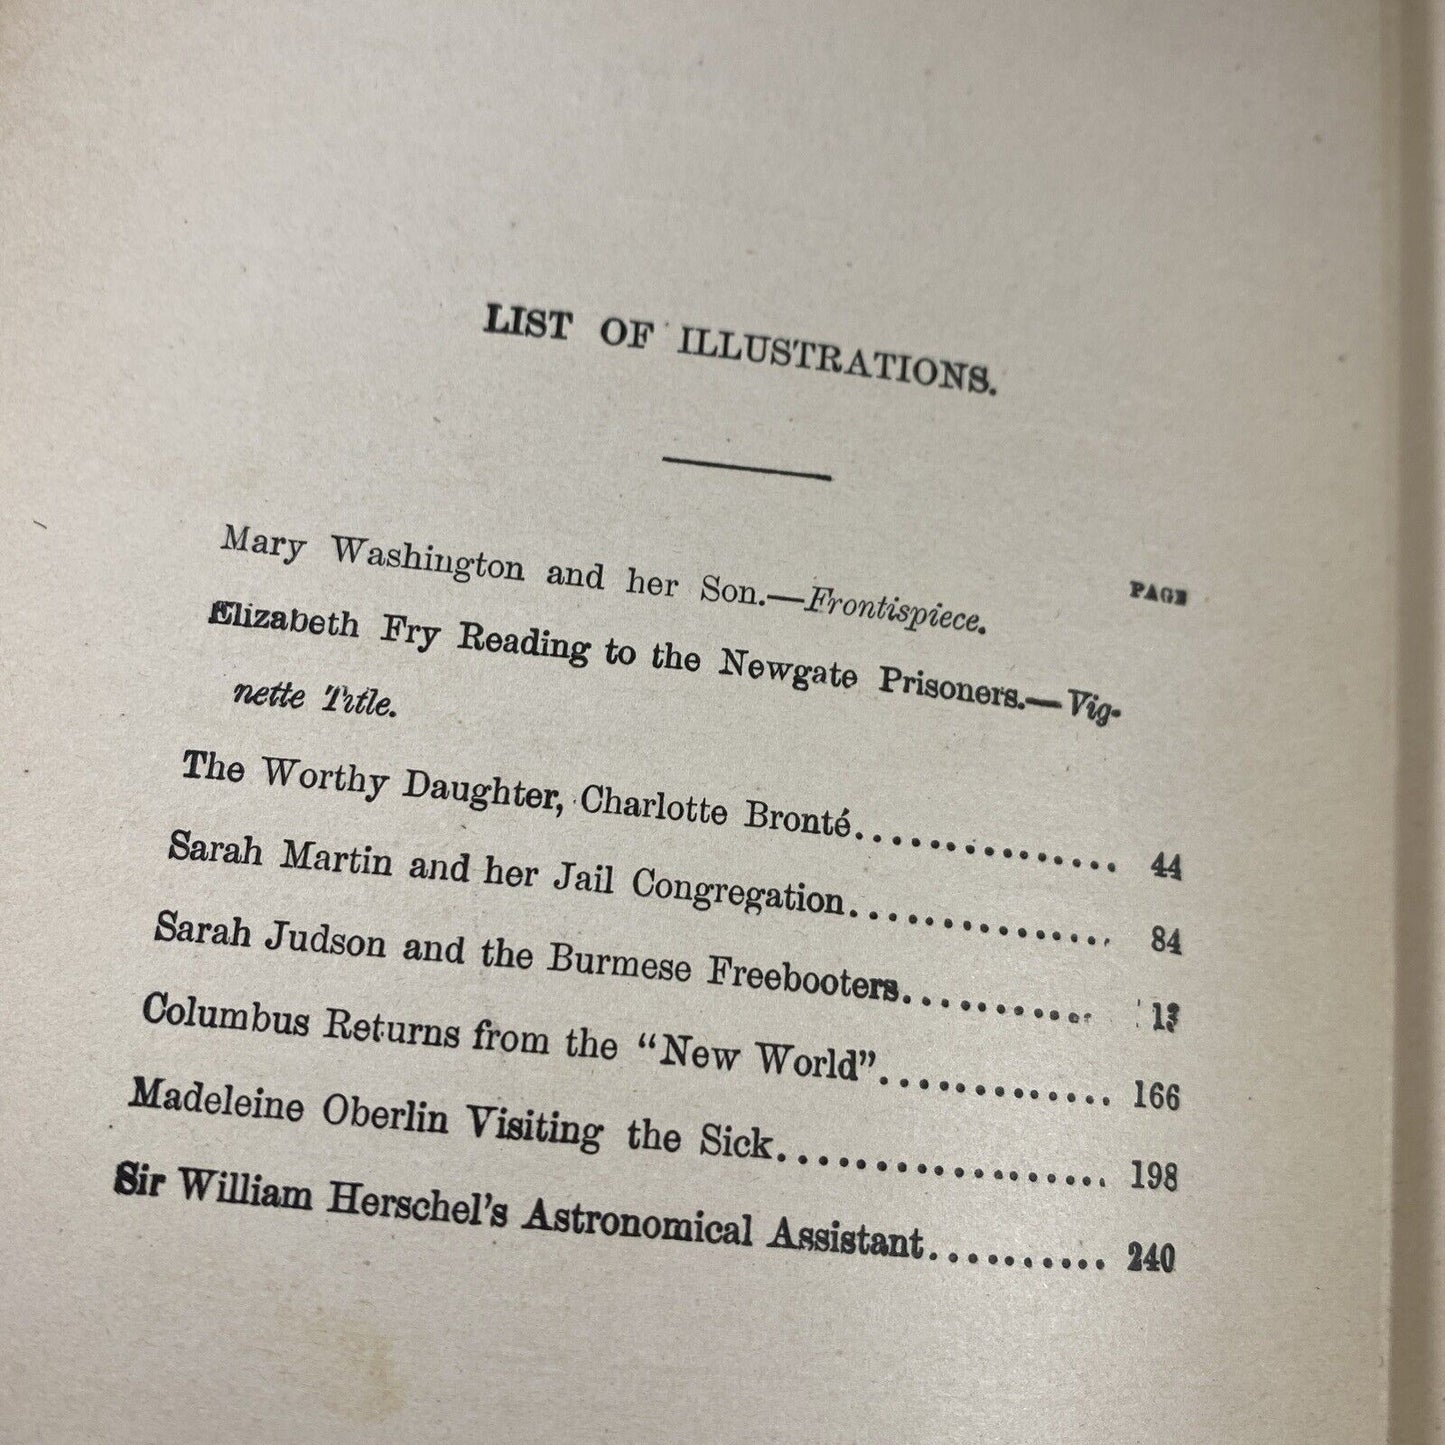 LIST OF ILLUSTRATIONS.
PAGE
Mary Washington and her Son.—Frontispiece.
Elizabeth Fry Reading to the Newgate Prisoners.—Vig-
nette Title.
The Worthy Daughter, Charlotte Bronté............... 44
Sarah Martin and her Jail Congregation.............. 84
Sarah Judson and the Burmese Freebooters...........
Columbus Returns from the "New World"............. 166
Madeleine Oberlin Visiting the Sick.................. 198
Sir William Herschel's Astronomical Assistant.......... 240